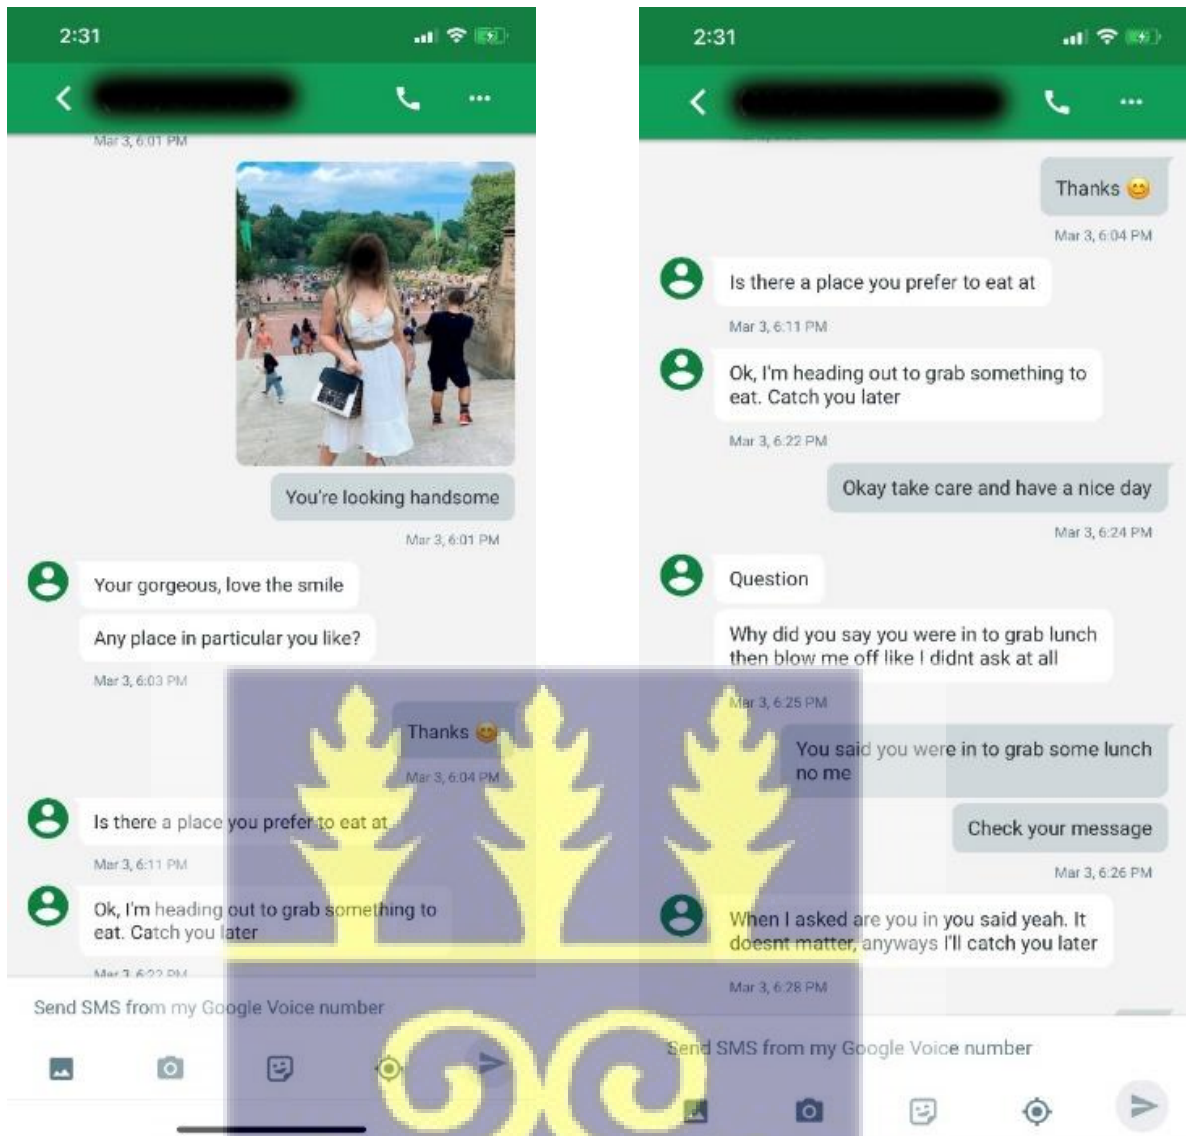 2:31
Mar 3, 6:01 PM
You're looking handsome
Mar 3, 6:01 PM
Your gorgeous, love the smile
Any place in particular you like?
Mar 3, 6:03 PM
Thanks 😊
Mar 3, 6:04 PM
Is there a place you prefer to eat at
Mar 3, 6:11 PM
Ok, I'm heading out to grab something to
eat. Catch you later
Mar 3, 6:22 PM
Send SMS from my Google Voice number
2:31
Thanks 😊
Mar 3, 6:04 PM
Is there a place you prefer to eat at
Mar 3, 6:11 PM
Ok, I'm heading out to grab something to
eat. Catch you later
Mar 3, 6:22 PM
Okay take care and have a nice day
Mar 3, 6:24 PM
Question
Why did you say you were in to grab lunch
then blow me off like I didnt ask at all
Mar 3, 6:25 PM
You said you were in to grab some lunch
no me
Check your message
Mar 3, 6:26 PM
When I asked are you in you said yeah. It
doesnt matter, anyways I'll catch you later
Mar 3, 6:28 PM
Send SMS from my Google Voice number